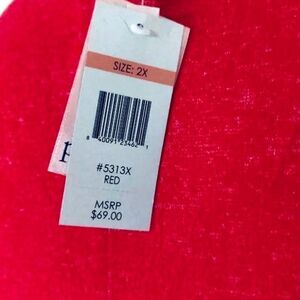 SIZE: 2X
#5313X
RED
MSRP
$69.00